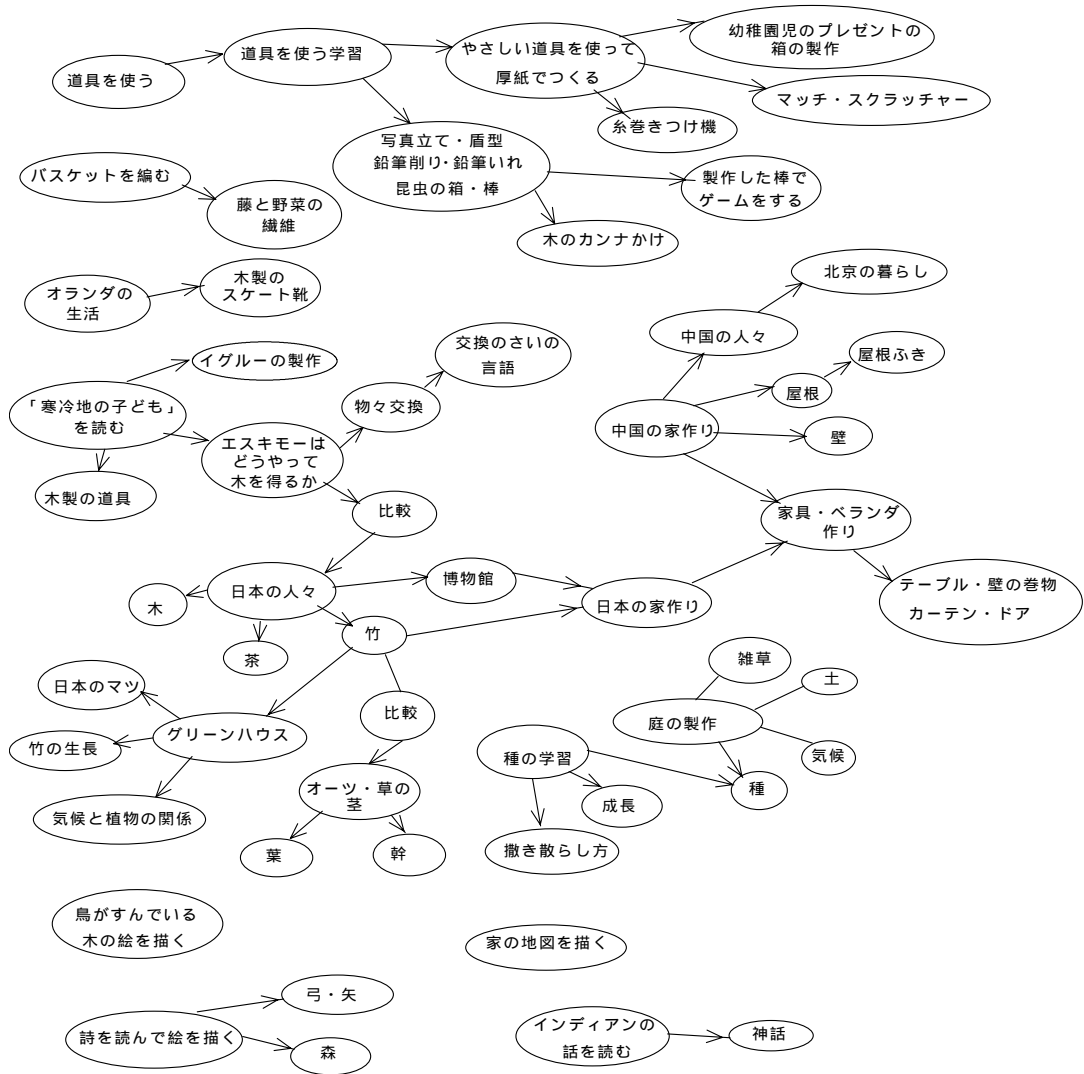 道具を使う
道具を使う学習
やさしい道具を使って
厚紙でつくる
幼稚園児のプレゼントの
箱の製作
マッチ・スクラッチャー
糸巻きつけ機
写真立て・盾型
鉛筆削り・鉛筆いれ
昆虫の箱・棒
製作した棒で
ゲームをする
木のカンナかけ
バスケットを編む
藤と野菜の
繊維
オランダの
生活
木製の
スケート靴
「寒冷地の子ども」
を読む
イグルーの製作
木製の道具
エスキモーは
どうやって
木を得るか
物々交換
交換のさいの
言語
比較
中国の家作り
中国の人々
北京の暮らし
屋根
屋根ふき
壁
家具・ベランダ
作り
テーブル・壁の巻物
カーテン・ドア
日本の人々
木
茶
竹
博物館
日本の家作り
グリーンハウス
日本のマツ
竹の生長
気候と植物の関係
比較
オーツ・草の
茎
葉
幹
庭の製作
雑草
土
気候
種
種の学習
成長
撒き散らし方
鳥がすんでいる
木の絵を描く
家の地図を描く
詩を読んで絵を描く
弓・矢
森
インディアンの
話を読む
神話